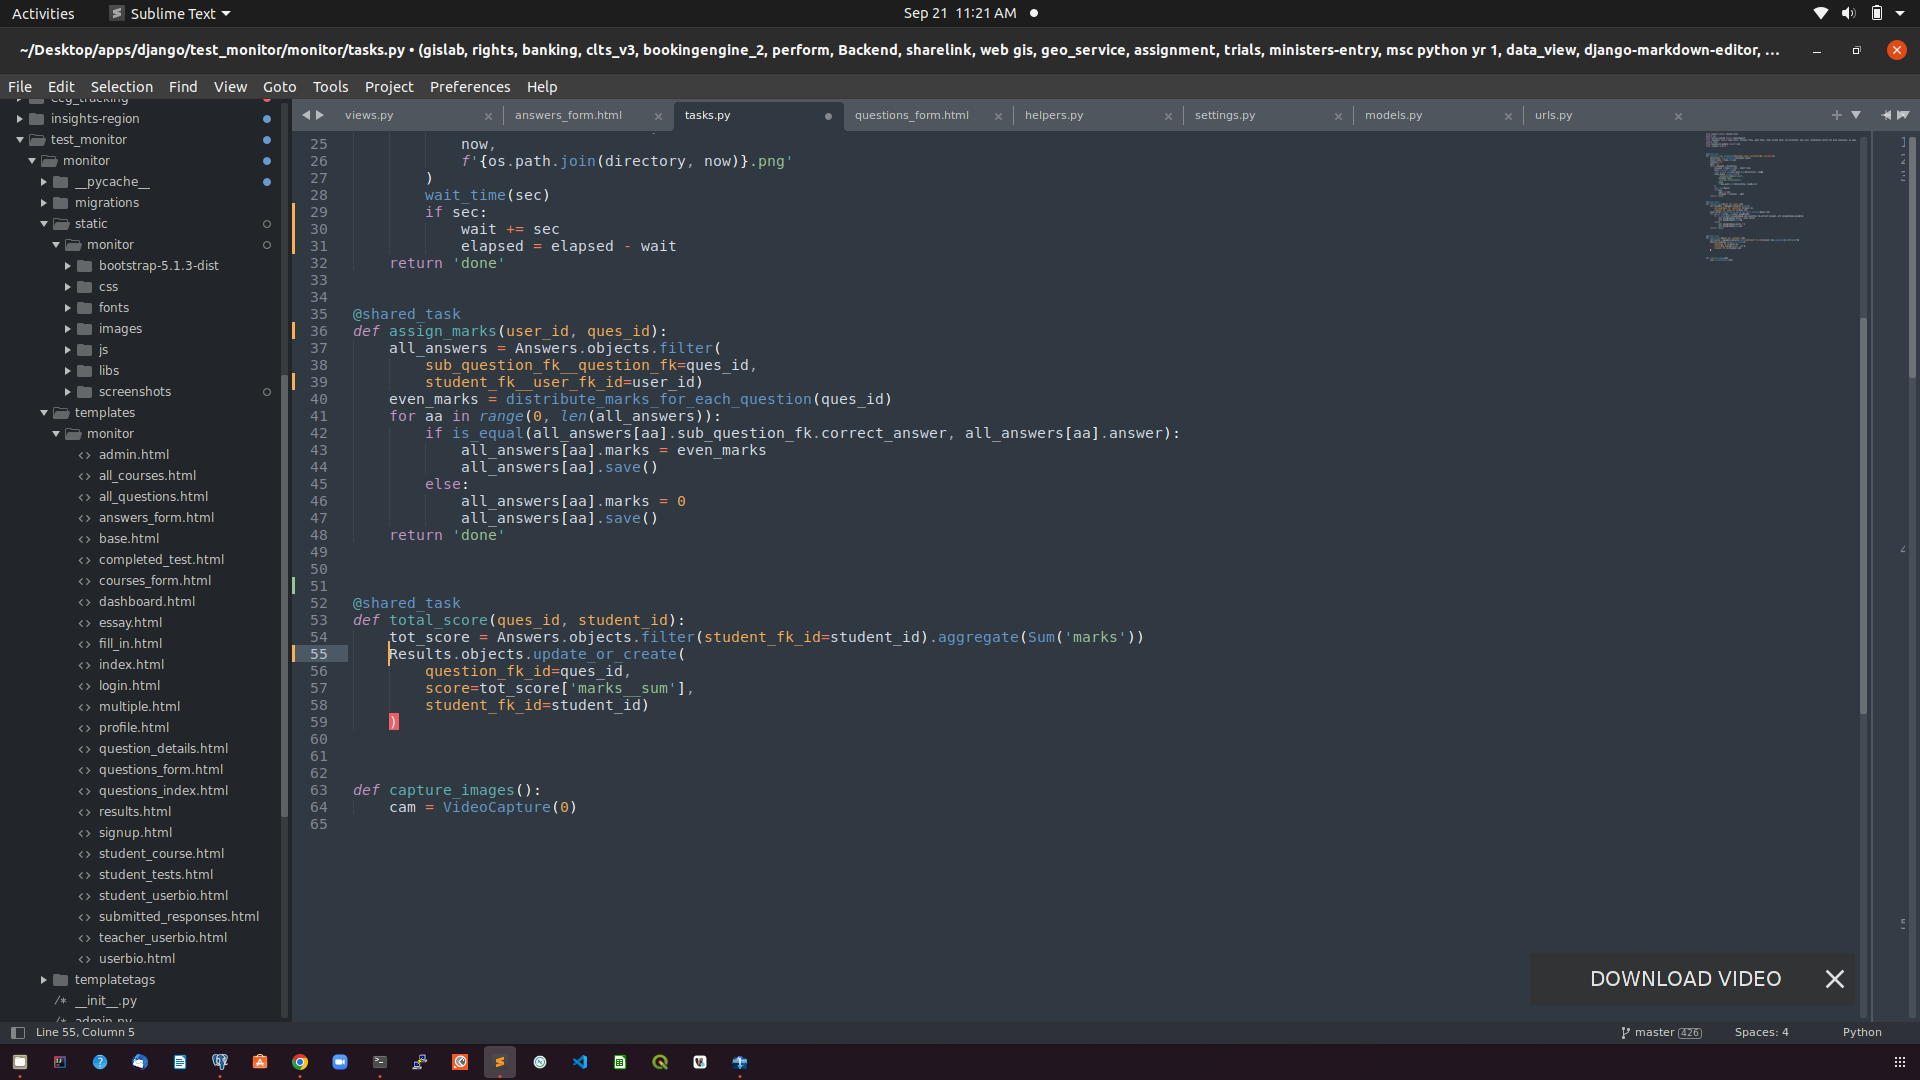 Activities
Sublime Text
Sep 21 11:21 AM
~/Desktop/apps/django/test_monitor/monitor/tasks.py • (gislab, rights, banking, clts_v3, bookingengine_2, perform, Backend, sharelink, web gis, geo_service, assignment, trials, ministers-entry, msc python yr 1, data_view, django-markdown-editor, ...
File Edit Selection Find View Goto Tools Project Preferences Help
insights-region
test_monitor
monitor
__pycache__
migrations
static
monitor
bootstrap-5.1.3-dist
css
fonts
images
js
libs
screenshots
templates
monitor
admin.html
all_courses.html
all_questions.html
answers_form.html
base.html
completed_test.html
courses_form.html
dashboard.html
essay.html
fill_in.html
index.html
login.html
multiple.html
profile.html
question_details.html
questions_form.html
questions_index.html
results.html
signup.html
student_course.html
student_tests.html
student_userbio.html
submitted_responses.html
teacher_userbio.html
userbio.html
templatetags
/* __init__.py
/* admin.py
views.py
answers_form.html
tasks.py
questions_form.html
helpers.py
settings.py
models.py
urls.py
25 now,
26 f'{os.path.join(directory, now)}.png'
27 )
28 wait_time(sec)
29 if sec:
30 wait += sec
31 elapsed = elapsed - wait
32 return 'done'
33
34
35 @shared_task
36 def assign_marks(user_id, ques_id):
37 all_answers = Answers.objects.filter(
38 sub_question_fk__question_fk=ques_id,
39 student_fk__user_fk_id=user_id)
40 even_marks = distribute_marks_for_each_question(ques_id)
41 for aa in range(0, len(all_answers)):
42 if is_equal(all_answers[aa].sub_question_fk.correct_answer, all_answers[aa].answer):
43 all_answers[aa].marks = even_marks
44 all_answers[aa].save()
45 else:
46 all_answers[aa].marks = 0
47 all_answers[aa].save()
48 return 'done'
49
50
51
52 @shared_task
53 def total_score(ques_id, student_id):
54 tot_score = Answers.objects.filter(student_fk_id=student_id).aggregate(Sum('marks'))
55 Results.objects.update_or_create(
56 question_fk_id=ques_id,
57 score=tot_score['marks__sum'],
58 student_fk_id=student_id)
59 )
60
61
62
63 def capture_images():
64 cam = VideoCapture(0)
65
DOWNLOAD VIDEO
Line 55, Column 5
master 426
Spaces: 4
Python